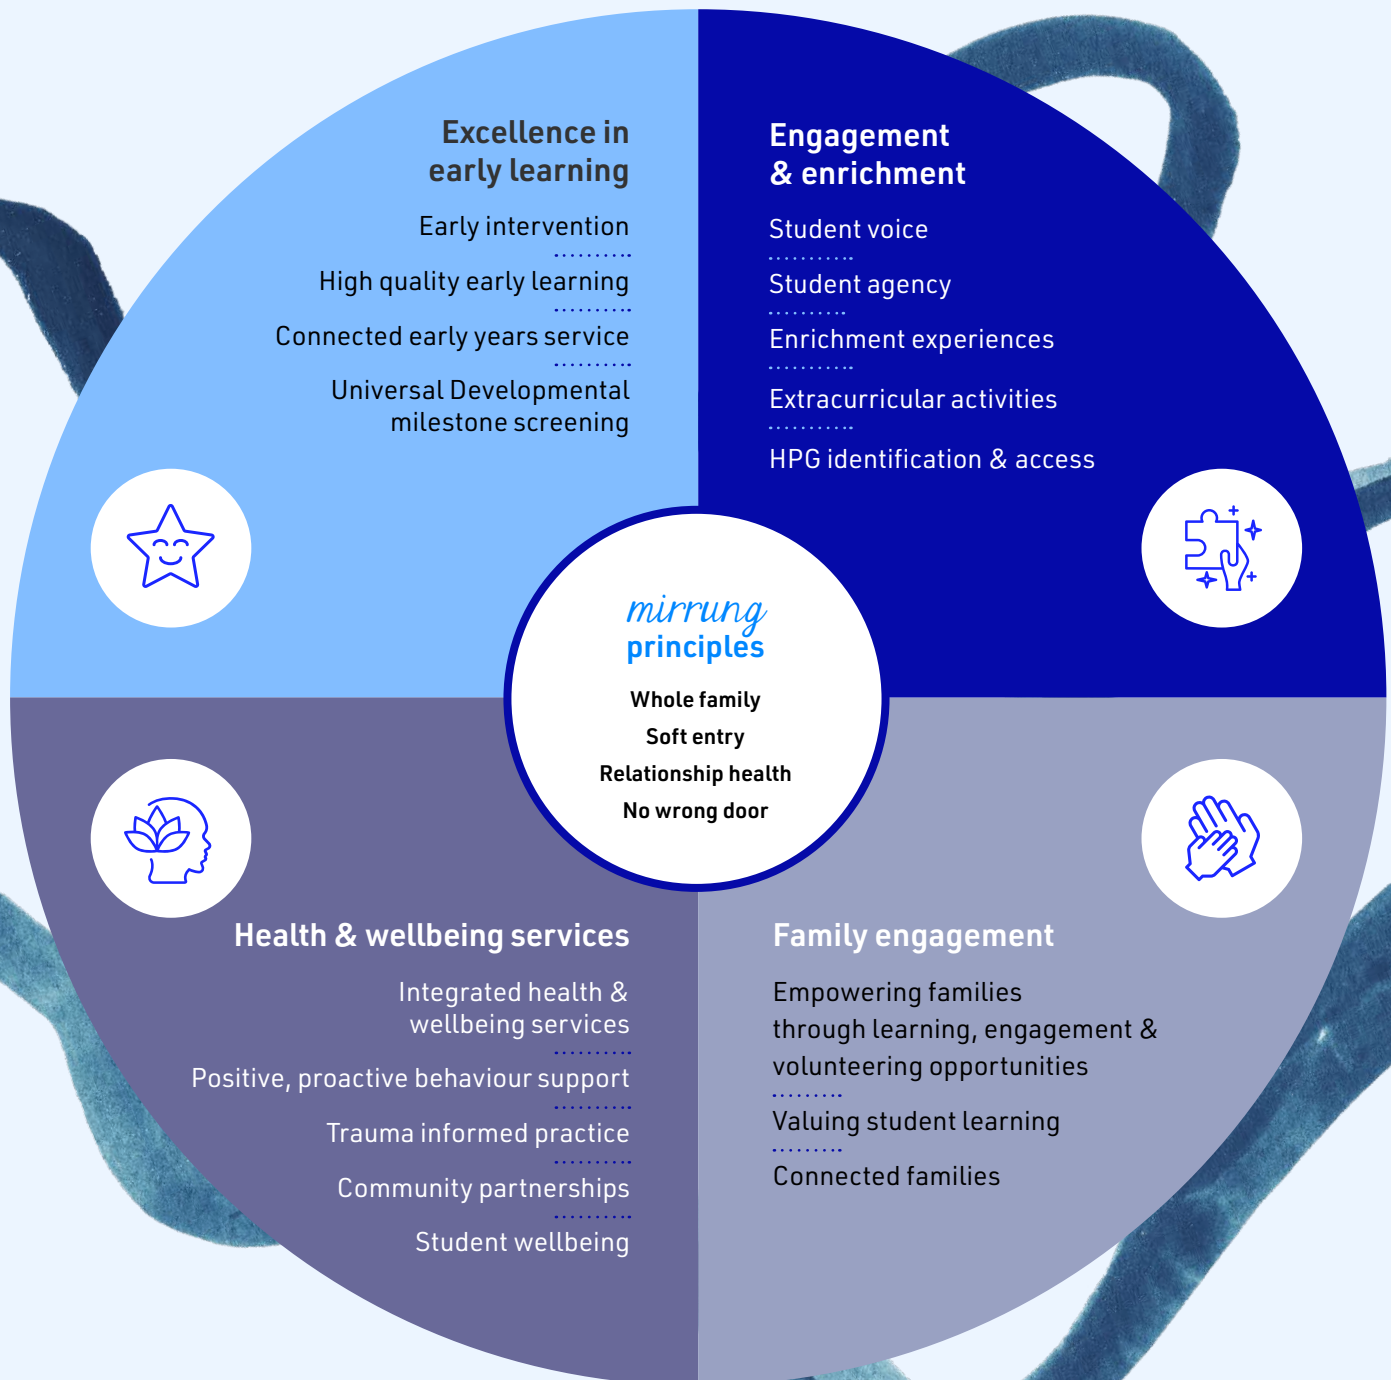 Excellence in
early learning
Early intervention
High quality early learning
Connected early years service
Universal Developmental
milestone screening
Engagement
& enrichment
Student voice
Student agency
Enrichment experiences
Extracurricular activities
HPG identification & access
mirrung
principles
Whole family
Soft entry
Relationship health
No wrong door
Health & wellbeing services
Integrated health &
wellbeing services
Positive, proactive behaviour support
Trauma informed practice
Community partnerships
Student wellbeing
Family engagement
Empowering families
through learning, engagement &
volunteering opportunities
Valuing student learning
Connected families